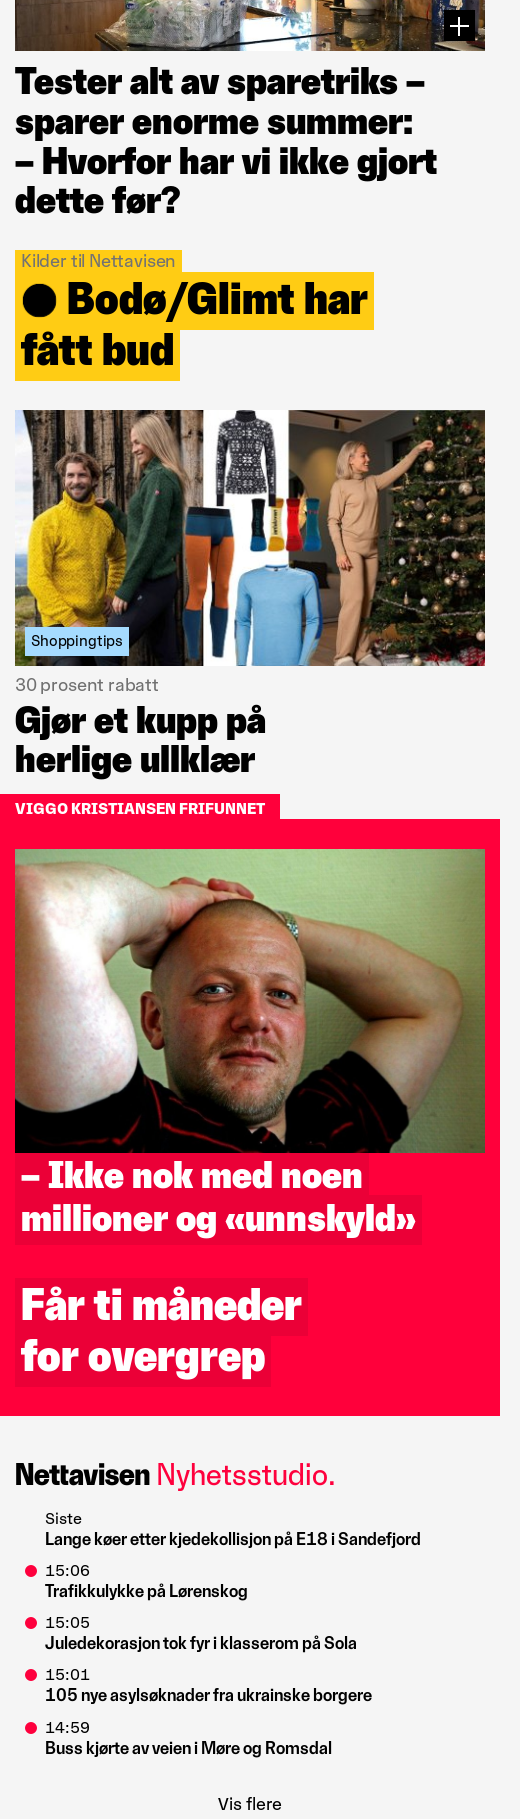 Tester alt av sparetriks –
sparer enorme summer:
– Hvorfor har vi ikke gjort
dette før?
Kilder til Nettavisen
● Bodø/Glimt har
fått bud
Shoppingtips
30 prosent rabatt
Gjør et kupp på
herlige ullklær
VIGGO KRISTIANSEN FRIFUNNET
– Ikke nok med noen
millioner og «unnskyld»
Får ti måneder
for overgrep
Nettavisen Nyhetsstudio.
Siste
Lange køer etter kjedekollisjon på E18 i Sandefjord
15:06
Trafikkulykke på Lørenskog
15:05
Juledekorasjon tok fyr i klasserom på Sola
15:01
105 nye asylsøknader fra ukrainske borgere
14:59
Buss kjørte av veien i Møre og Romsdal
Vis flere